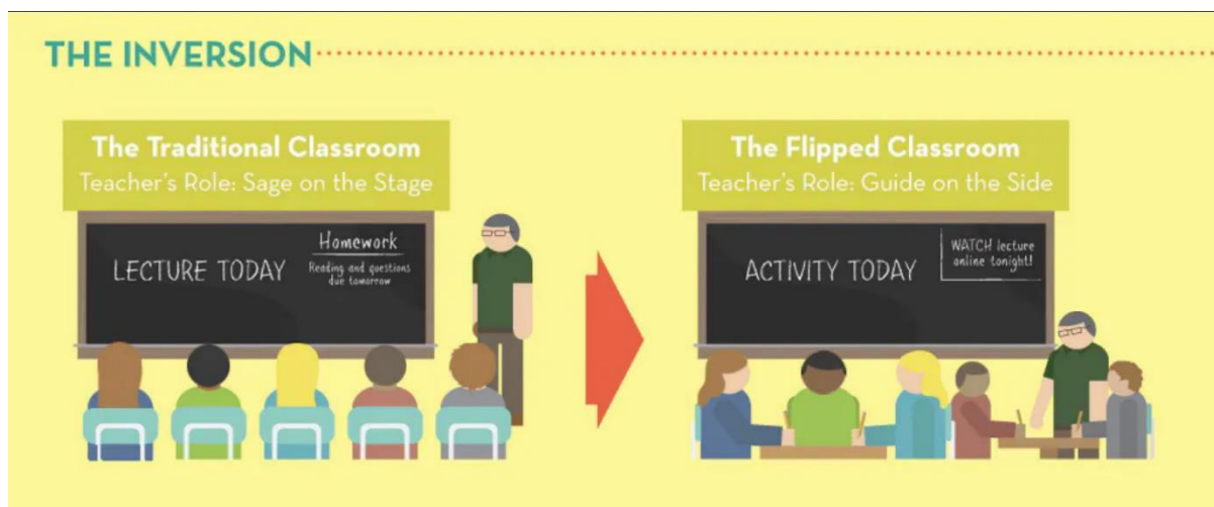 THE INVERSION
The Traditional Classroom
Teacher's Role: Sage on the Stage
LECTURE TODAY
Homework
Reading and questions
due tomorrow
The Flipped Classroom
Teacher's Role: Guide on the Side
ACTIVITY TODAY
WATCH lecture
online tonight!